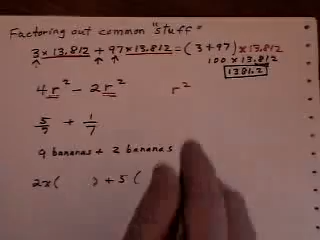 Factoring out common "stuff"
3 × 13.812 + 97 × 13.812 = (3 + 97) × 13.812
100 × 13.812
1381.2
4r² - 2r² r²
5/7 + 1/7
9 bananas + 2 bananas
2x( ) + 5 (